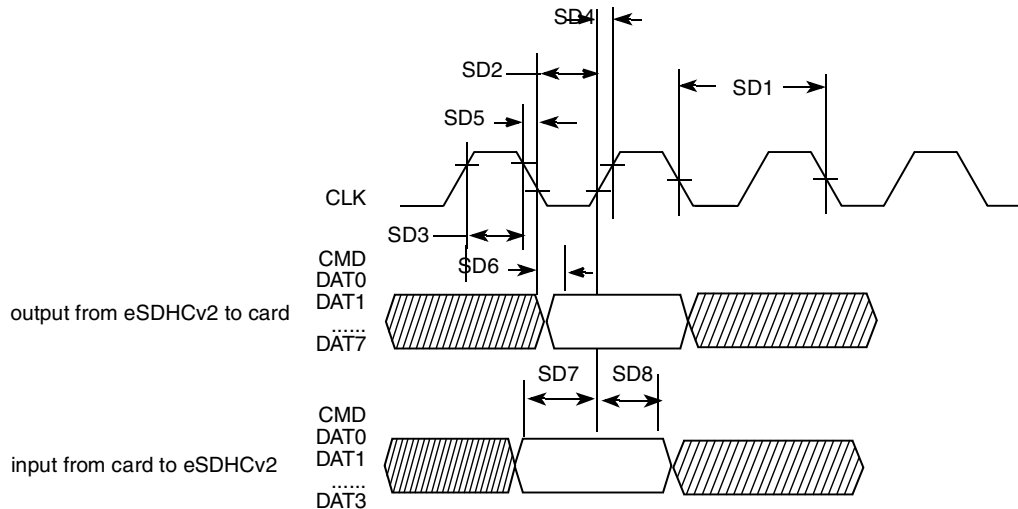 SD4
SD2
SD1
SD5
CLK
SD3
CMD
SD6
DAT0
output from eSDHCv2 to card
DAT1
......
DAT7
SD7
SD8
CMD
DAT0
input from card to eSDHCv2
DAT1
......
DAT3